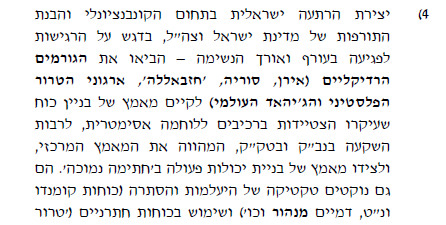 4) יצירת הרתעה ישראלית בתחום הקונבנציונלי והבנת
התורפות של מדינת ישראל וצה"ל, בדגש על הרגישות
לפגיעה בעורף ואורך הנשימה – הביאו את הגורמים
הרדיקליים (אירן, סוריה, 'חזבאללה', ארגוני הטרור
הפלסטיני והג'יהאד העולמי) לקיים מאמץ של בניין כוח
שעיקרו הצטיידות ברכיבים ללוחמה אסימטרית, לרבות
השקעה בנב"ק ובטק"ק, המהווה את המאמץ המרכזי,
ולצידו מאמץ של בניית יכולות פעולה ב'חתימה נמוכה'. הם
גם נוקטים טקטיקה של היעלמות והסתרה (כוחות קומנדו
ונ"ט, דמיים מנהור וכו') ושימוש בכוחות חתרניים ('טרור